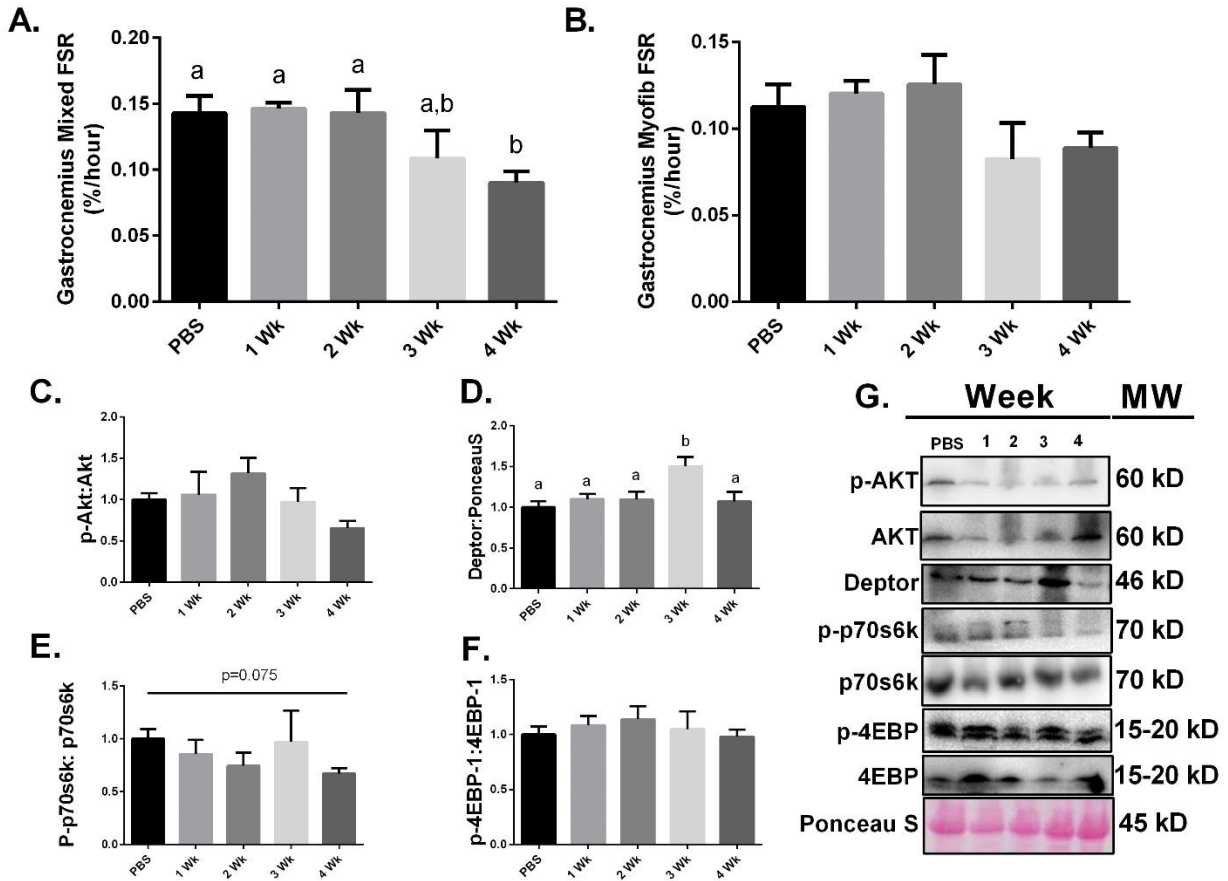 A.
Gastrocnemius Mixed FSR
(%/hour)
0.20
0.15
0.10
0.05
0.00
a
a
a
a,b
b
PBS
1 Wk
2 Wk
3 Wk
4 Wk
B.
Gastrocnemius Myofib FSR
(%/hour)
0.15
0.10
0.05
0.00
PBS
1 Wk
2 Wk
3 Wk
4 Wk
C.
p-Akt:Akt
2.0
1.5
1.0
0.5
0.0
PBS
1 Wk
2 Wk
3 Wk
4 Wk
D.
Deptor:PonceauS
2.0
1.5
1.0
0.5
0.0
a
a
a
b
a
PBS
1 Wk
2 Wk
3 Wk
4 Wk
E.
P-p70s6k: p70s6k
1.5
1.0
0.5
0.0
p=0.075
PBS
1 Wk
2 Wk
3 Wk
4 Wk
F.
p-4EBP-1:4EBP-1
1.5
1.0
0.5
0.0
PBS
1 Wk
2 Wk
3 Wk
4 Wk
G. Week MW
PBS 1 2 3 4
p-AKT 60 kD
AKT 60 kD
Deptor 46 kD
p-p70s6k 70 kD
p70s6k 70 kD
p-4EBP 15-20 kD
4EBP 15-20 kD
Ponceau S 45 kD